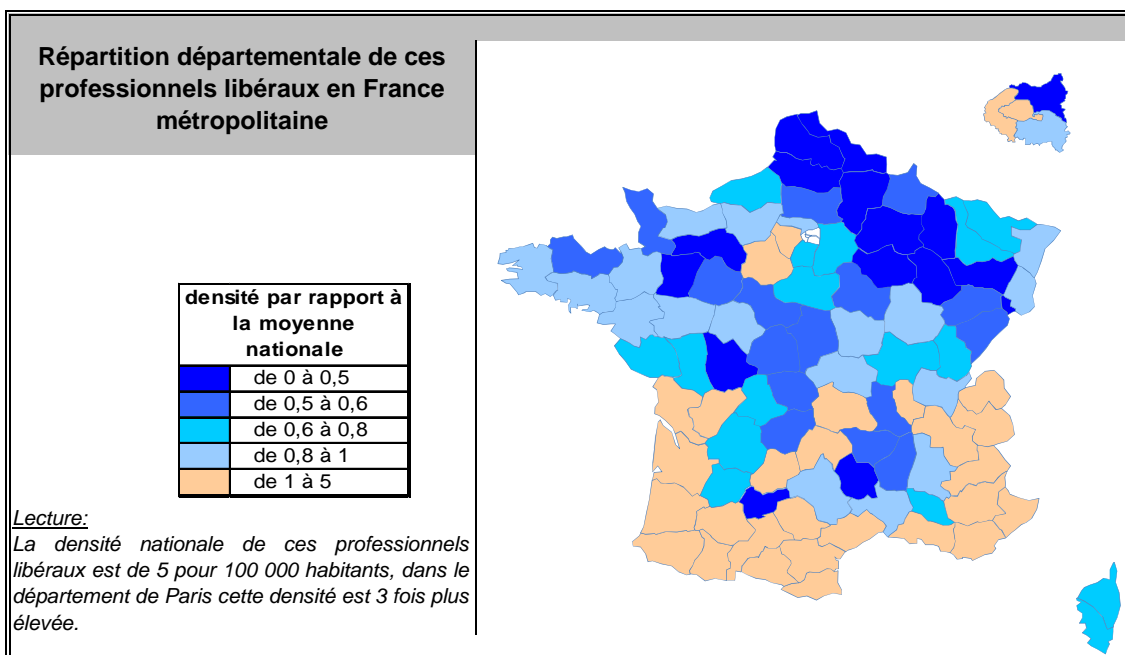 Répartition départementale de ces
professionnels libéraux en France
métropolitaine
densité par rapport à
la moyenne
nationale
de 0 à 0,5
de 0,5 à 0,6
de 0,6 à 0,8
de 0,8 à 1
de 1 à 5
Lecture:
La densité nationale de ces professionnels
libéraux est de 5 pour 100 000 habitants, dans le
département de Paris cette densité est 3 fois plus
élevée.